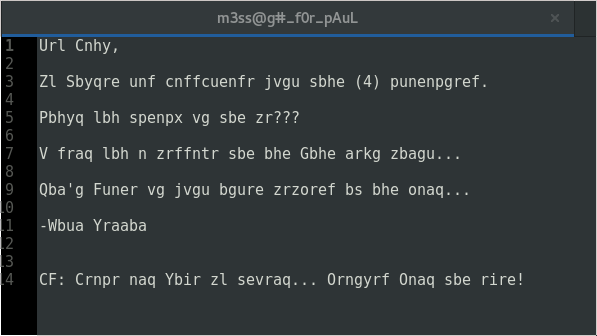 m3ss@g#_f0r_pAuL ×
1 Url Cnhy,
2
3 Zl Sbyqre unf cnffcuenfr jvgu sbhe (4) punenpgref.
4
5 Pbhyq lbh spenpx vg sbe zr???
6
7 V fraq lbh n zrffntr sbe bhe Gbhe arkg zbagu...
8
9 Qba'g Funer vg jvgu bgure zrzoref bs bhe onaq...
10
11 -Wbua Yraaba
12
13
14 CF: Crnpr naq Ybir zl sevraq... Orngyrf Onaq sbe rire!